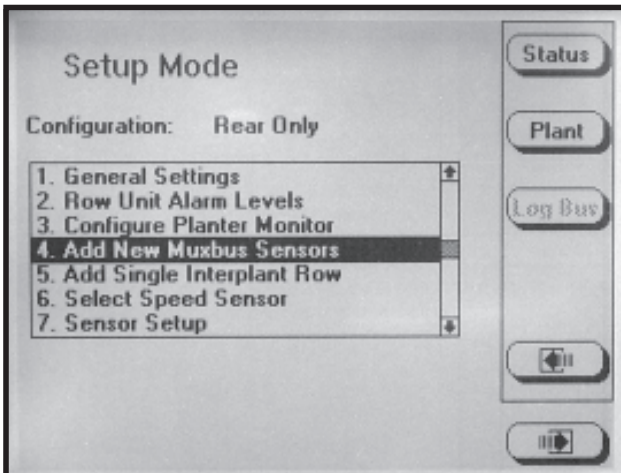 Setup Mode
Status
Configuration: Rear Only
Plant
1. General Settings
2. Row Unit Alarm Levels
3. Configure Planter Monitor
4. Add New Muxbus Sensors
5. Add Single Interplant Row
6. Select Speed Sensor
7. Sensor Setup
Log Bus